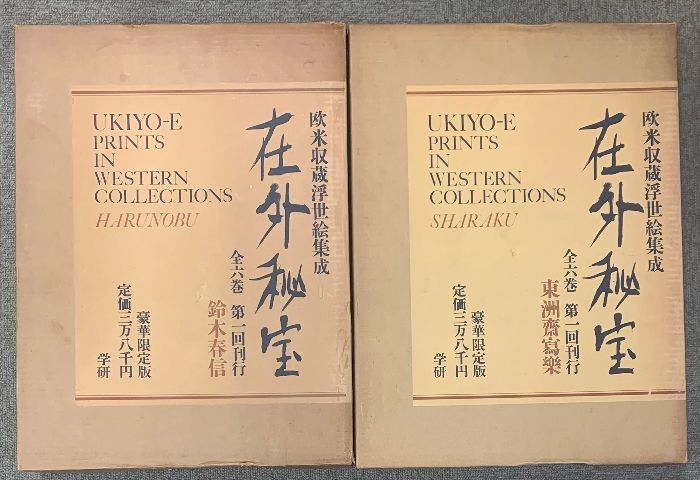 UKIYO-E
PRINTS
IN
WESTERN
COLLECTIONS
HARUNOBU
欧米収蔵浮世絵集成
在外秘宝
全六巻 第一回刊行
鈴木春信
豪華限定版
定価三万八千円
学研
UKIYO-E
PRINTS
IN
WESTERN
COLLECTIONS
SHARAKU
欧米収蔵浮世絵集成
在外秘宝
全六巻 第一回刊行
東洲齋寫樂
豪華限定版
定価三万八千円
学研